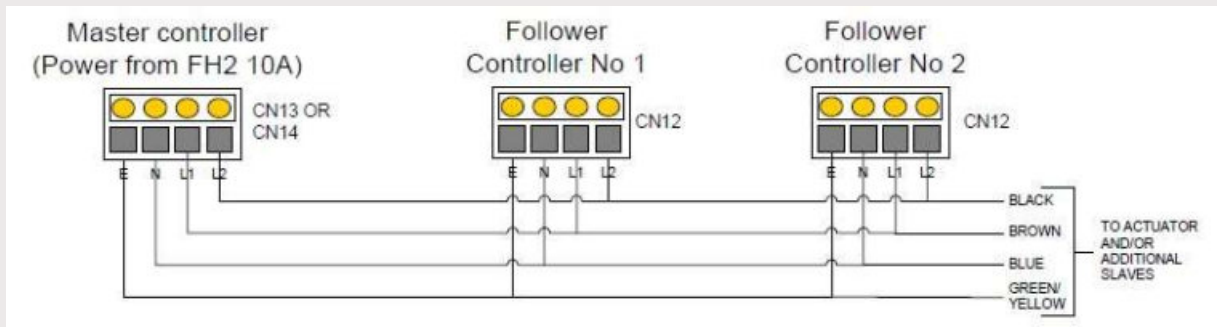 Master controller
(Power from FH2 10A)
CN13 OR
CN14
E N L1 L2
Follower
Controller No 1
CN12
E N L1 L2
Follower
Controller No 2
CN12
E N L1 L2
BLACK
BROWN
BLUE
GREEN/
YELLOW
TO ACTUATOR
AND/OR
ADDITIONAL
SLAVES